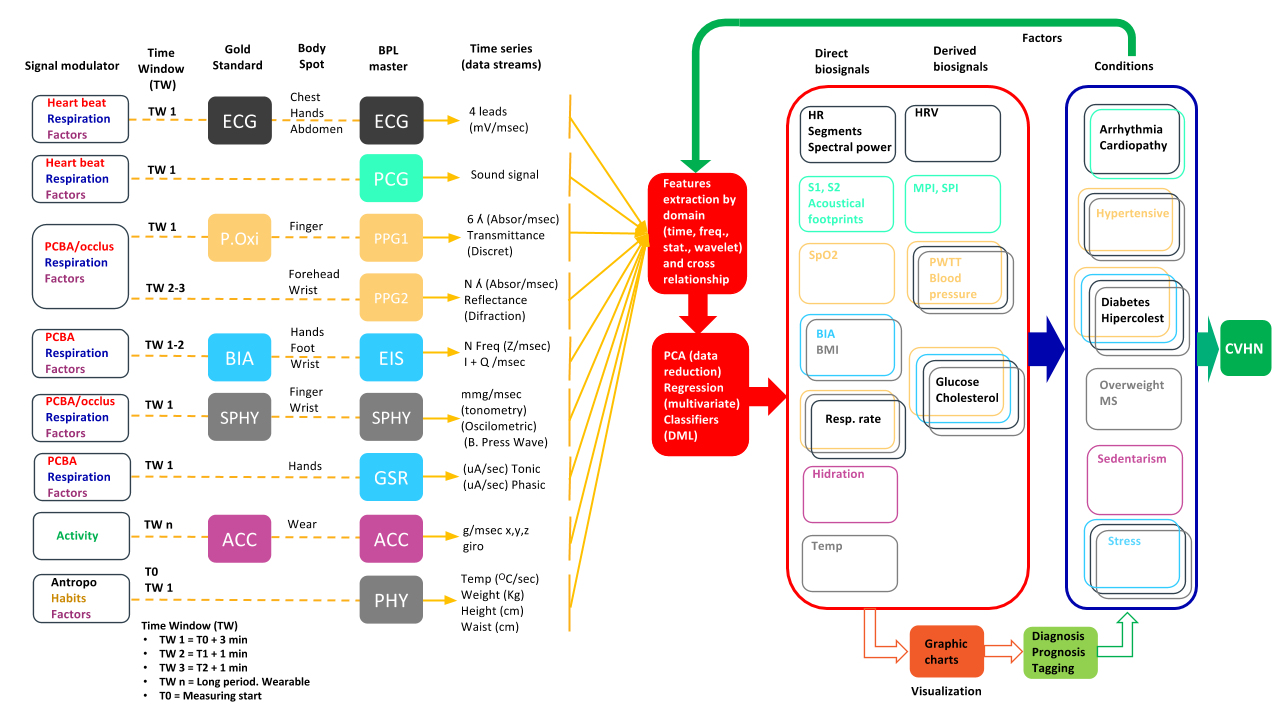 Signal modulator
Time
Window
(TW)
Gold
Standard
Body
Spot
BPL
master
Time series
(data streams)
Heart beat
Respiration
Factors
TW 1
ECG
Chest
Hands
Abdomen
ECG
4 leads
(mV/msec)
Heart beat
Respiration
Factors
TW 1
PCG
Sound signal
PCBA/occlus
Respiration
Factors
TW 1
P.Oxi
Finger
PPG1
6 ʎ (Absor/msec)
Transmittance
(Discret)
TW 2-3
Forehead
Wrist
PPG2
N ʎ (Absor/msec)
Reflectance
(Difraction)
PCBA
Respiration
Factors
TW 1-2
BIA
Hands
Foot
Wrist
EIS
N Freq (Z/msec)
I + Q /msec
PCBA/occlus
Respiration
Factors
TW 1
SPHY
Finger
Wrist
SPHY
mmg/msec
(tonometry)
(Oscilometric)
(B. Press Wave)
PCBA
Respiration
Factors
TW 1
Hands
GSR
(uA/sec) Tonic
(uA/sec) Phasic
Activity
TW n
ACC
Wear
ACC
g/msec x,y,z
giro
Antropo
Habits
Factors
T0
TW 1
PHY
Temp (ºC/sec)
Weight (Kg)
Height (cm)
Waist (cm)
Time Window (TW)
• TW 1 = T0 + 3 min
• TW 2 = T1 + 1 min
• TW 3 = T2 + 1 min
• TW n = Long period. Wearable
• T0 = Measuring start
Features
extraction by
domain
(time, freq.,
stat., wavelet)
and cross
relationship
PCA (data
reduction)
Regression
(multivariate)
Classifiers
(DML)
Factors
Direct
biosignals
Derived
biosignals
Conditions
HR
Segments
Spectral power
HRV
S1, S2
Acoustical
footprints
MPI, SPI
SpO2
PWTT
Blood
pressure
BIA
BMI
Glucose
Cholesterol
Resp. rate
Hidration
Temp
Arrhythmia
Cardiopathy
Hypertensive
Diabetes
Hipercolest
Overweight
MS
Sedentarism
Stress
CVHN
Graphic
charts
Visualization
Diagnosis
Prognosis
Tagging